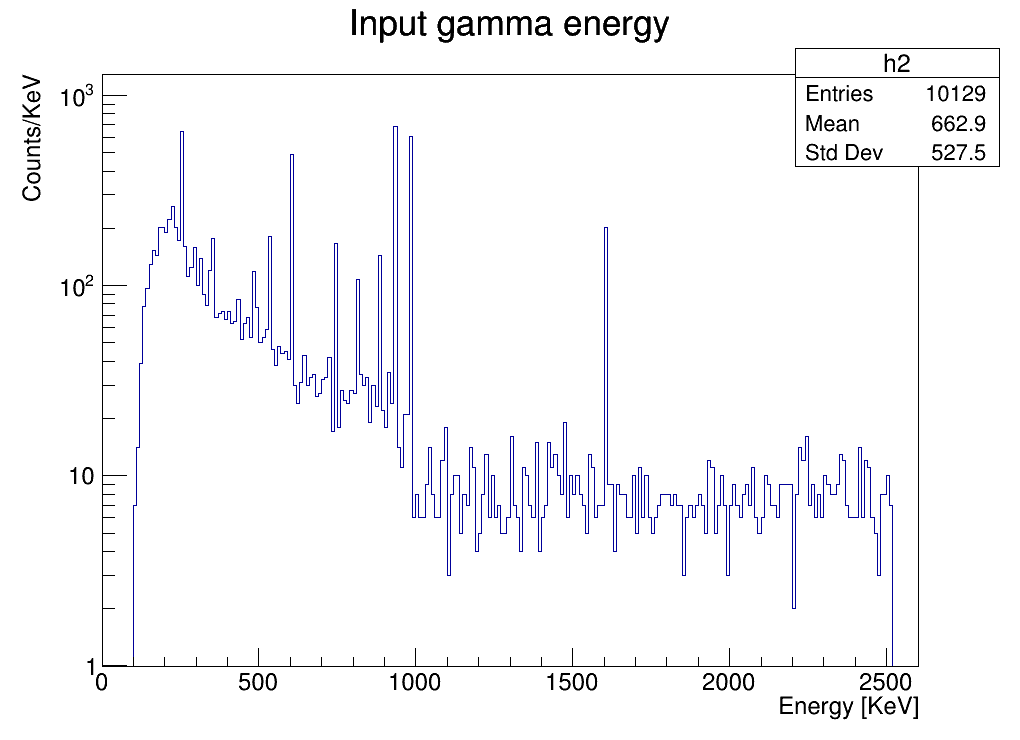 Input gamma energy
h2
Entries 10129
Mean 662.9
Std Dev 527.5
Counts/KeV
10³
10²
10
1
0 500 1000 1500 2000 2500
Energy [KeV]